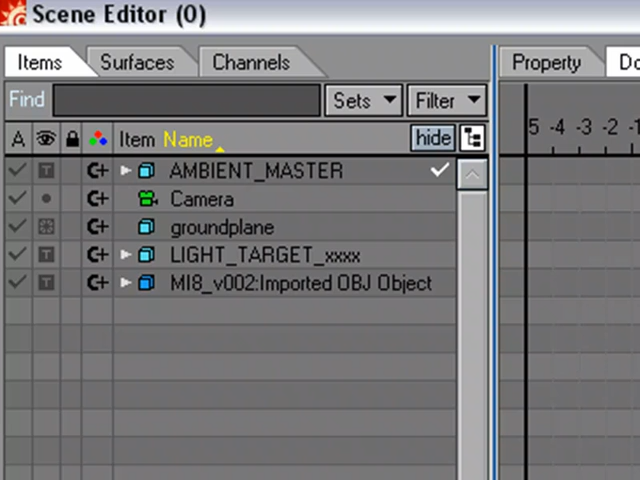 Scene Editor (0)
Items Surfaces Channels Property
Find Sets Filter
A Item Name hide
5 -4 -3 -2 -1
AMBIENT_MASTER
Camera
groundplane
T LIGHT_TARGET_xxxx
T MI8_v002:Imported OBJ Object